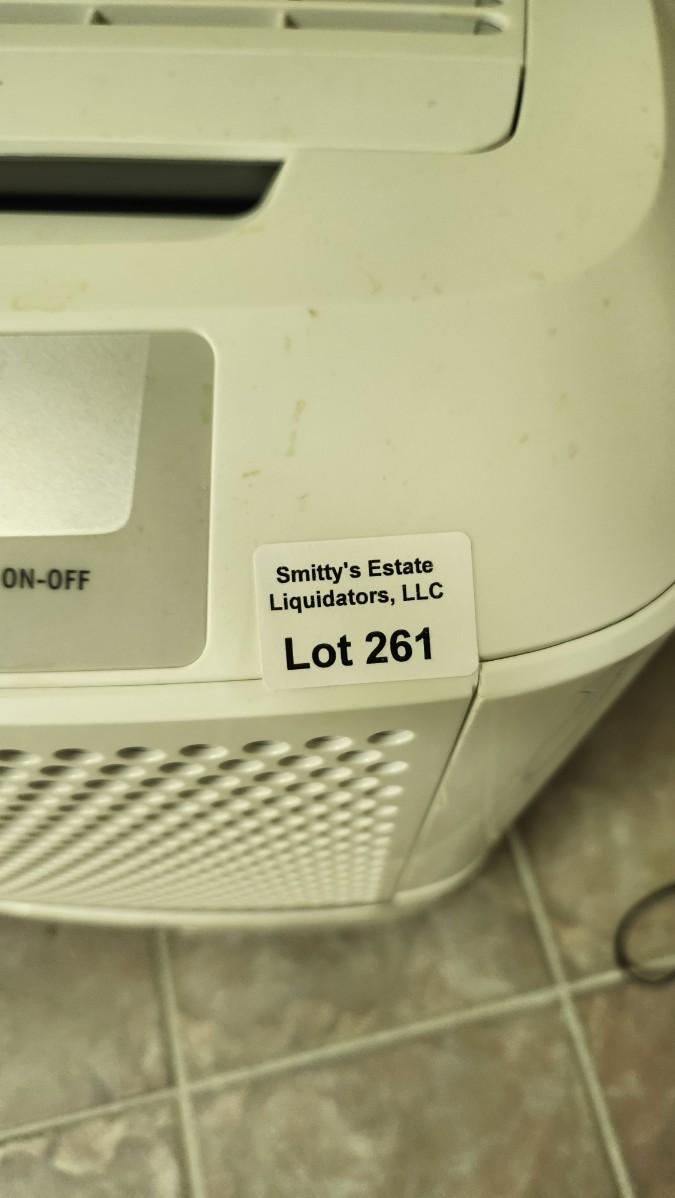 ON-OFF
Smitty's Estate
Liquidators, LLC
Lot 261